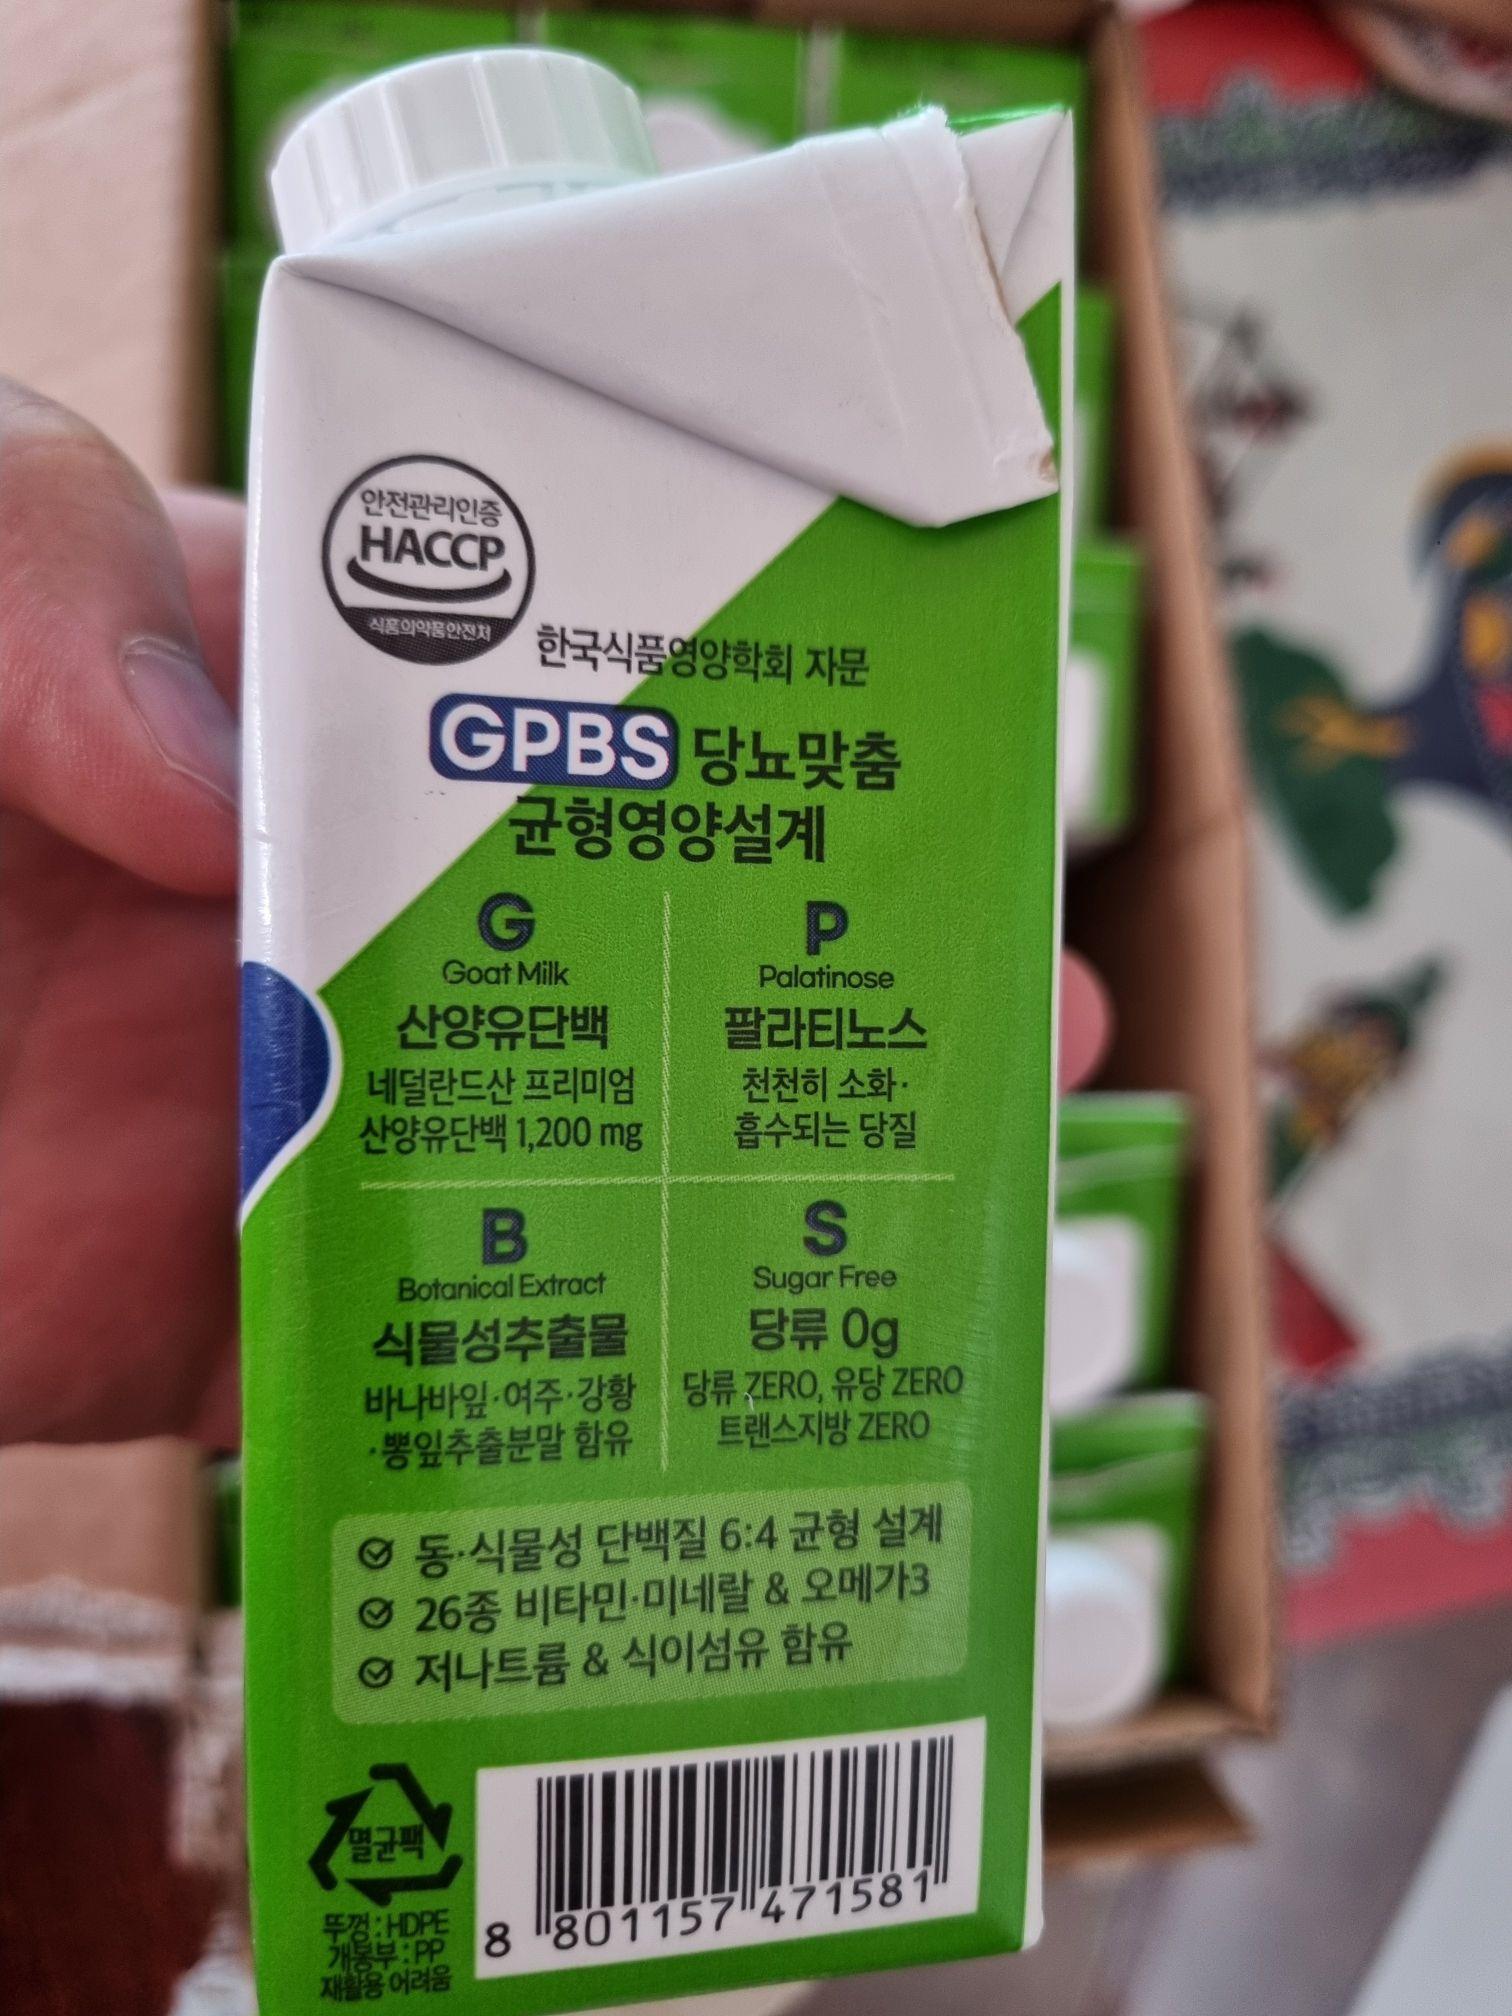 안전관리인증
HACCP
식품의약품안전처
한국식품영양학회 자문
GPBS 당뇨맞춤
균형영양설계
G
Goat Milk
산양유단백
네덜란드산 프리미엄
산양유단백 1,200 mg
P
Palatinose
팔라티노스
천천히 소화·
흡수되는 당질
B
Botanical Extract
식물성추출물
바나바잎·여주·강황
·뽕잎추출분말 함유
S
Sugar Free
당류 0g
당류 ZERO, 유당 ZERO
트랜스지방 ZERO
동·식물성 단백질 6:4 균형 설계
26종 비타민·미네랄 & 오메가3
저나트륨 & 식이섬유 함유
멸균팩
뚜껑 : HDPE
개봉부 : PP
재활용 어려움
8 801157 471581